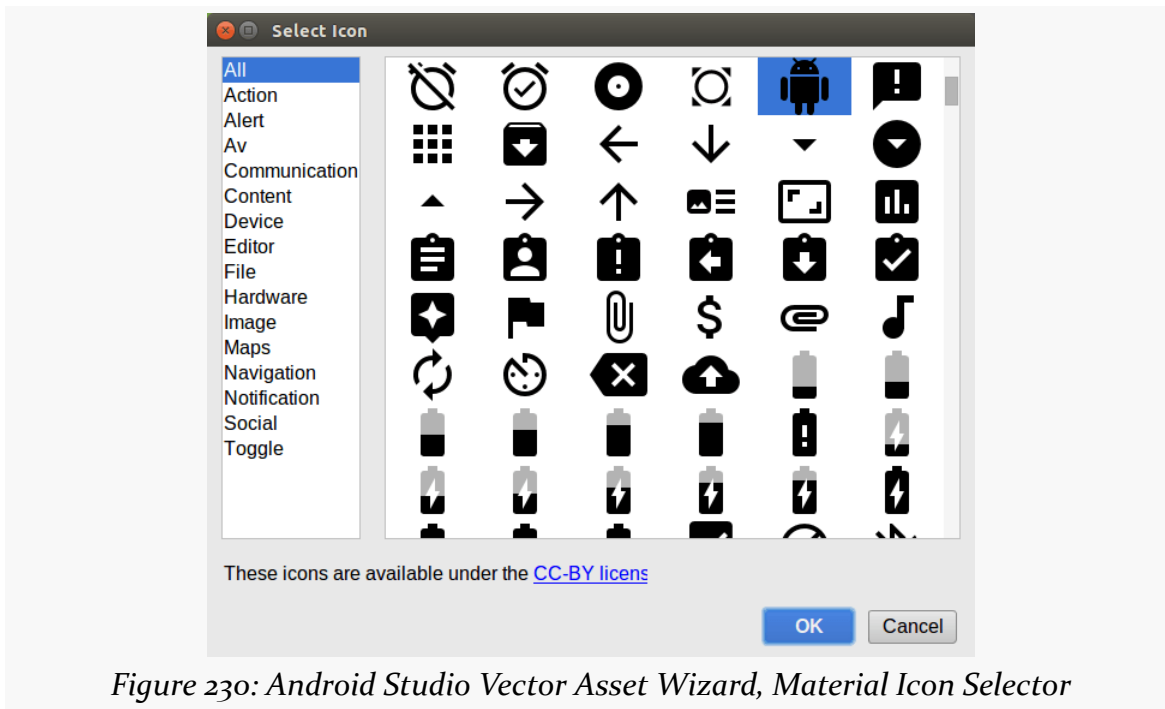 Select Icon
All
Action
Alert
Av
Communication
Content
Device
Editor
File
Hardware
Image
Maps
Navigation
Notification
Social
Toggle
These icons are available under the CC-BY licens
OK
Cancel
Figure 230: Android Studio Vector Asset Wizard, Material Icon Selector